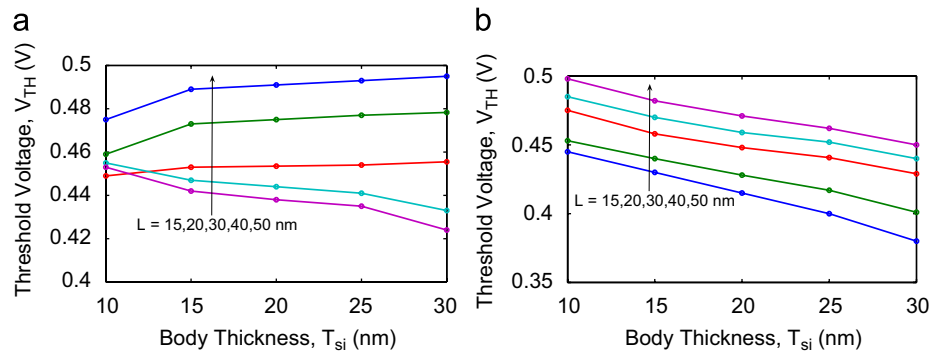 a
Threshold Voltage, V_TH (V)
0.5
0.48
0.46
0.44
0.42
0.4
L = 15,20,30,40,50 nm
10 15 20 25 30
Body Thickness, T_si (nm)
b
Threshold Voltage, V_TH (V)
0.5
0.45
0.4
0.35
L = 15,20,30,40,50 nm
10 15 20 25 30
Body Thickness, T_si (nm)